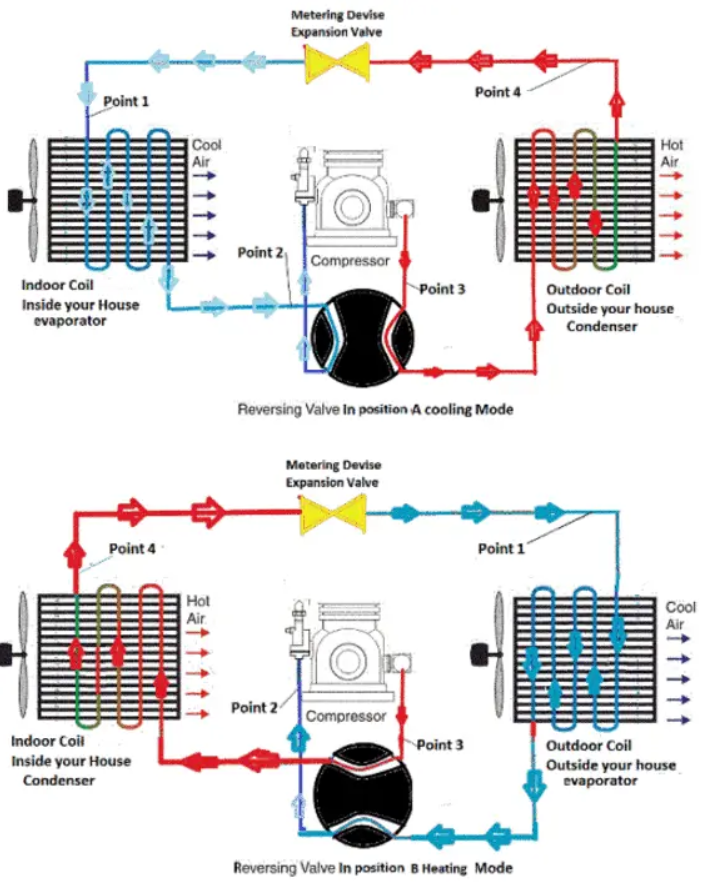 Metering Devise
Expansion Valve
Point 1
Point 4
Cool
Air
Hot
Air
Point 2
Compressor
Point 3
Indoor Coil
Inside your House
evaporator
Outdoor Coil
Outside your house
Condenser
Reversing Valve In position A cooling Mode
Metering Devise
Expansion Valve
Point 4
Point 1
Hot
Air
Cool
Air
Point 2
Compressor
Point 3
Indoor Coil
Inside your House
Condenser
Outdoor Coil
Outside your house
evaporator
Reversing Valve In position B Heating Mode